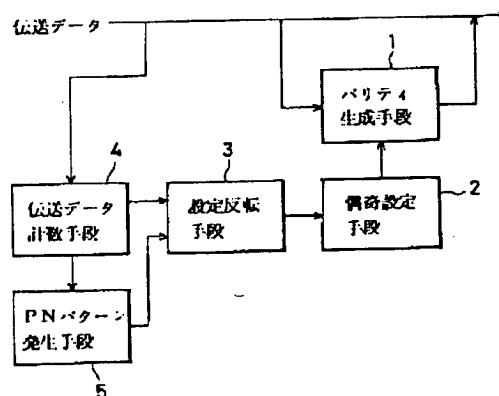 伝送データ
1
パリティ
生成手段
4
伝送データ
計数手段
3
設定反転
手段
偶奇設定
手段
2
PNパターン
発生手段
5